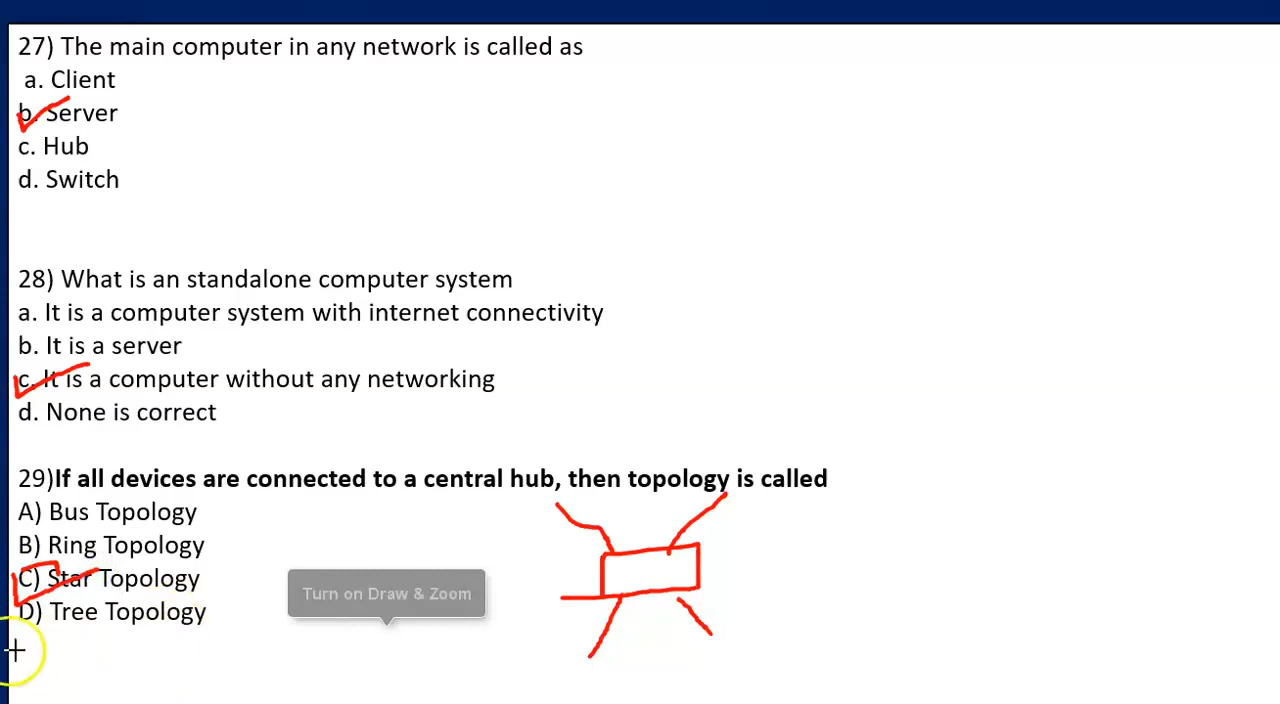 27) The main computer in any network is called as
a. Client
b. Server
c. Hub
d. Switch
28) What is an standalone computer system
a. It is a computer system with internet connectivity
b. It is a server
c. It is a computer without any networking
d. None is correct
29)If all devices are connected to a central hub, then topology is called
A) Bus Topology
B) Ring Topology
C) Star Topology
Turn on Draw & Zoom
D) Tree Topology